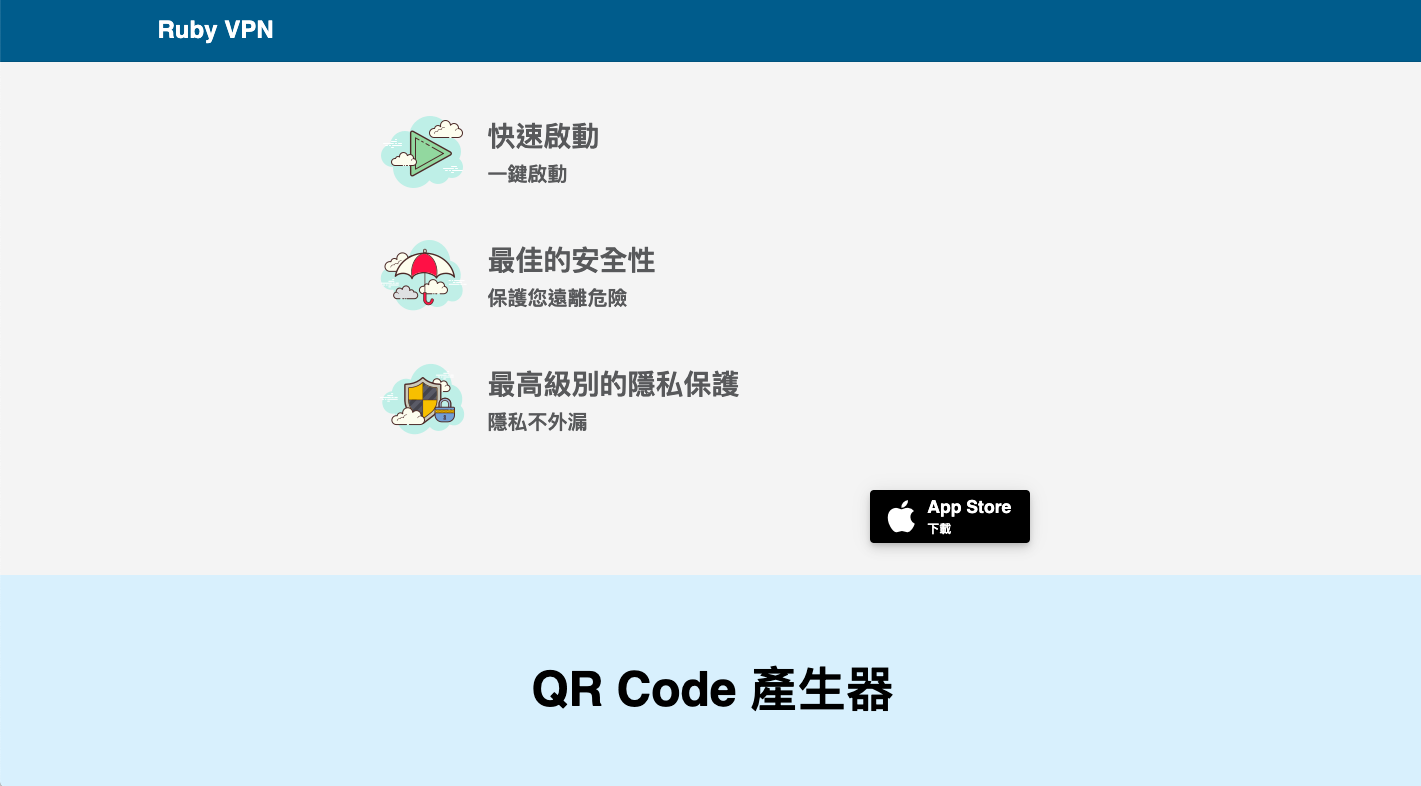 Ruby VPN
快速啟動
一鍵啟動
最佳的安全性
保護您遠離危險
最高級別的隱私保護
隱私不外漏
App Store
下載
QR Code 產生器